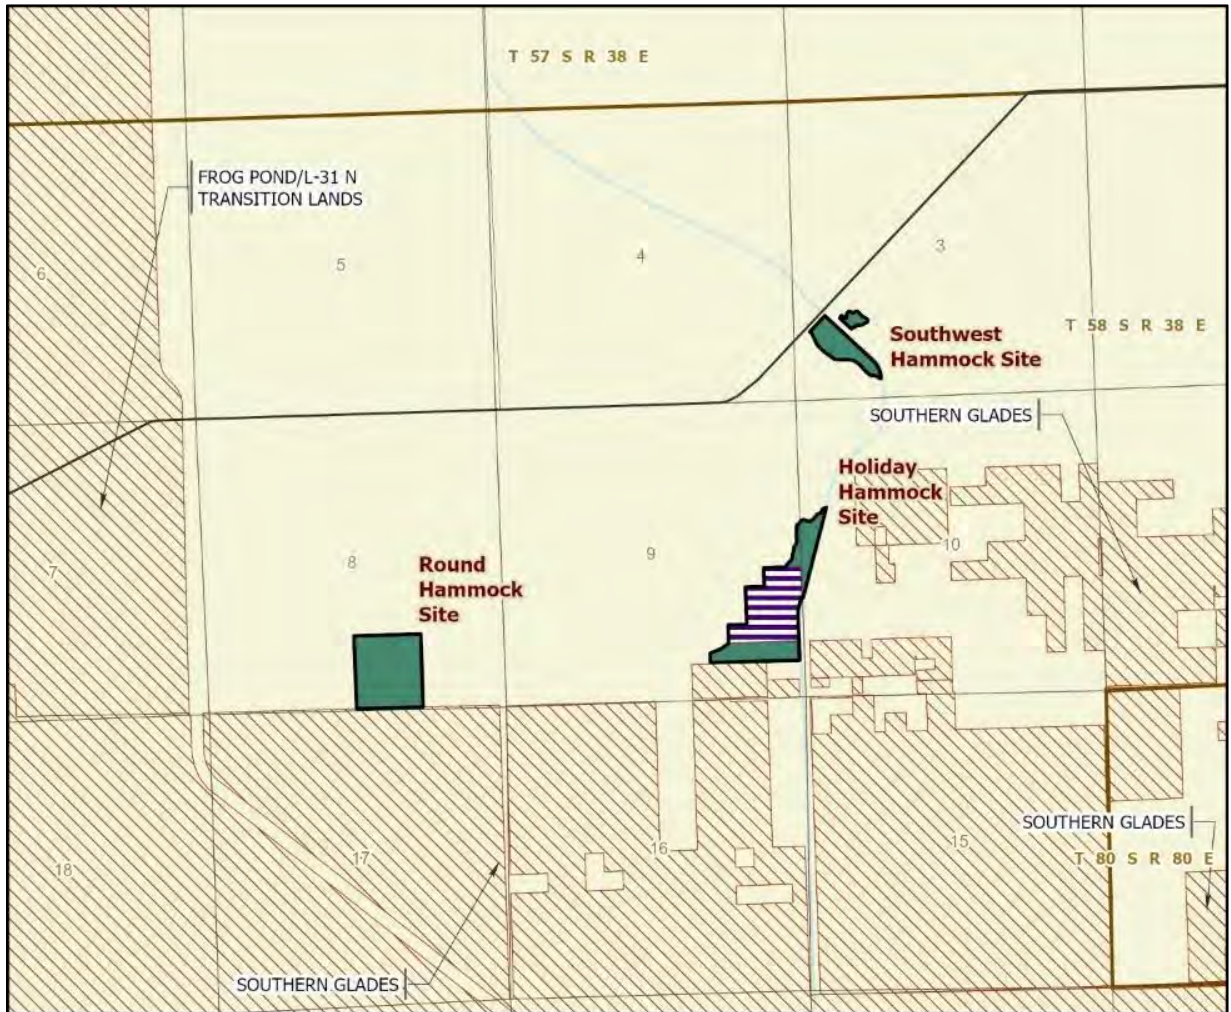 T 57 S R 38 E
FROG POND/L-31 N
TRANSITION LANDS
6
5
4
3
T 58 S R 38 E
Southwest
Hammock Site
SOUTHERN GLADES
Holiday
Hammock
Site
7
8
9
10
Round
Hammock
Site
SOUTHERN GLADES
T 80 S R 80 E
18
17
16
15
SOUTHERN GLADES